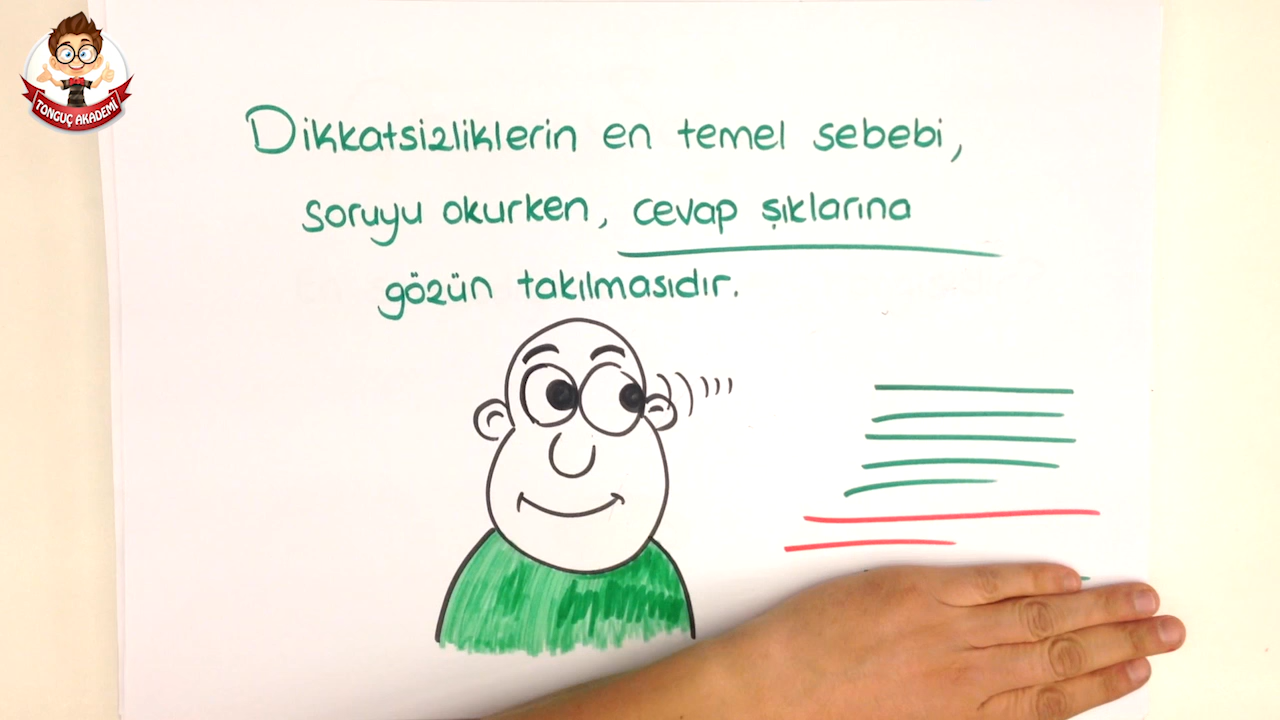 TONGUÇ AKADEMİ
Dikkatsizliklerin en temel sebebi,
soruyu okurken, cevap şıklarına
gözün takılmasıdır.